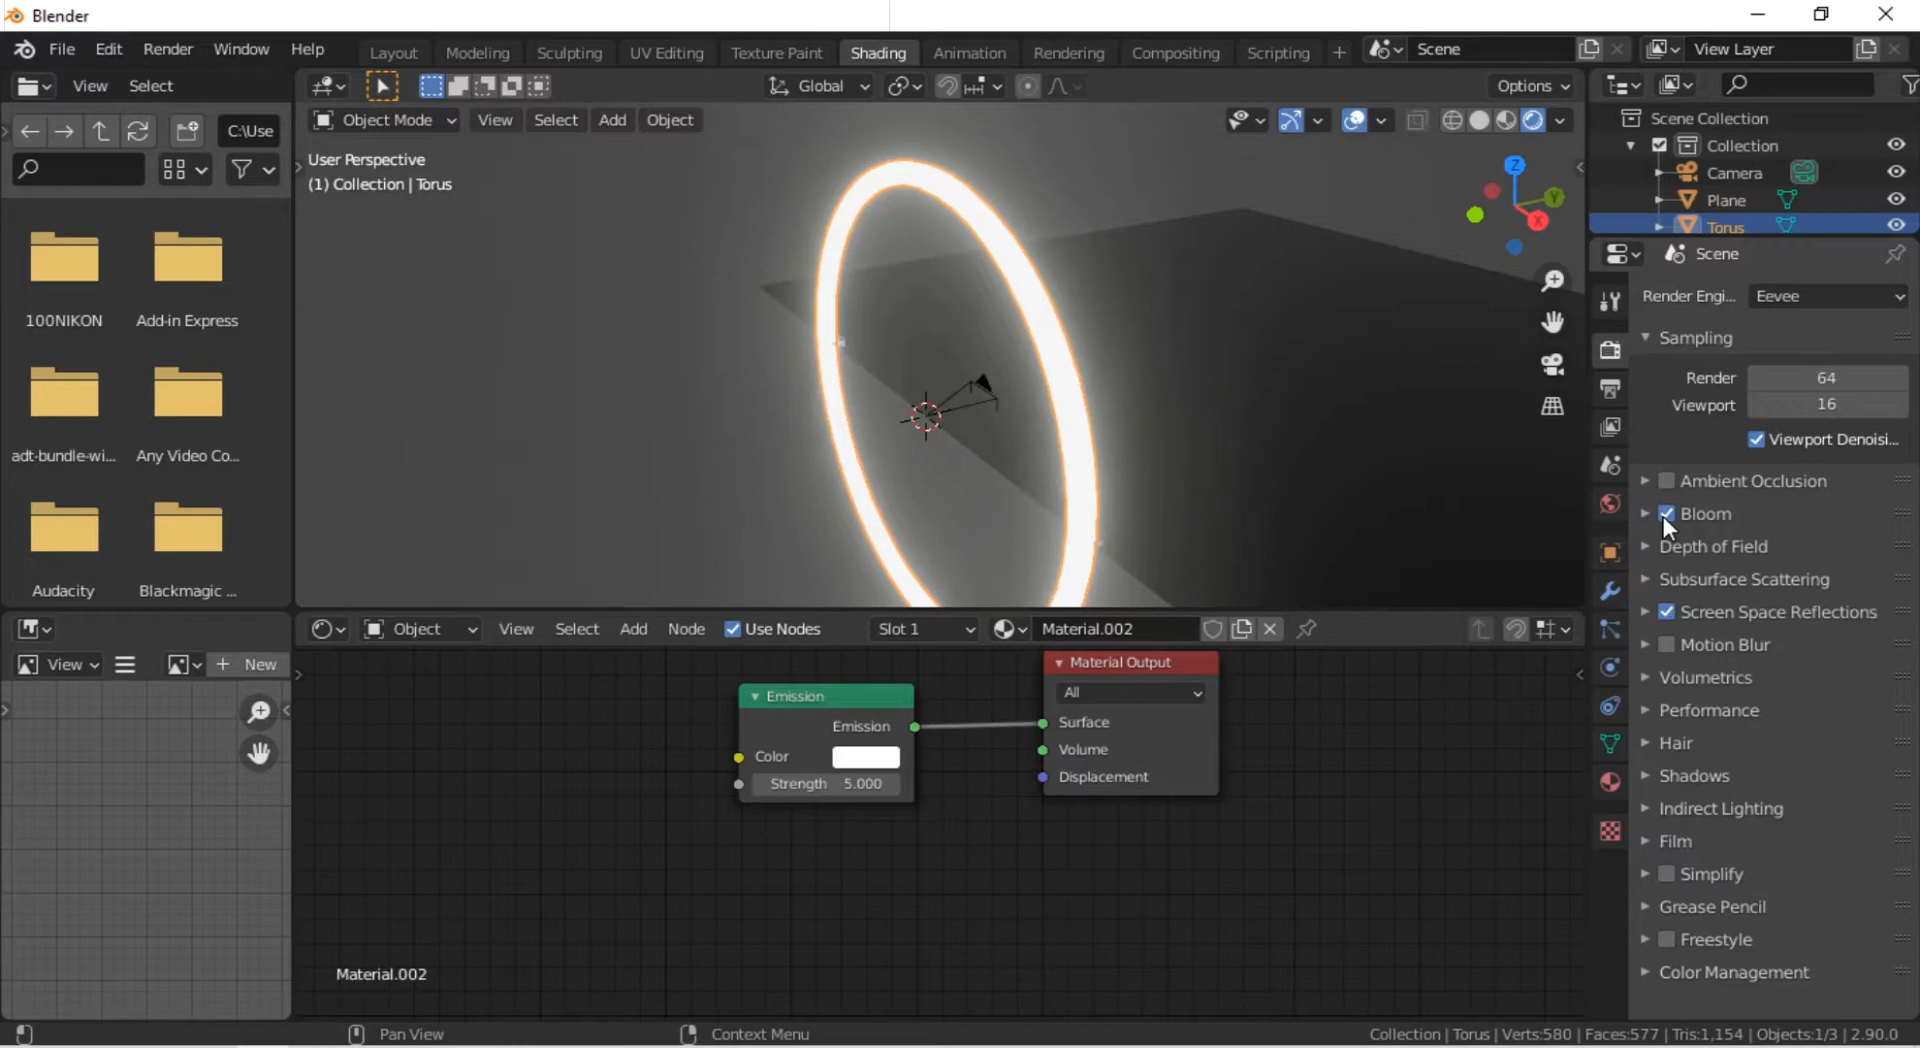 Blender
File Edit Render Window Help
Layout Modeling Sculpting UV Editing Texture Paint Shading Animation Rendering Compositing Scripting +
Scene
View Layer
View Select
Global
Options
C:\Use
Object Mode View Select Add Object
User Perspective
(1) Collection | Torus
Z
Y
X
100NIKON
Add-in Express
adt-bundle-wi...
Any Video Co...
Audacity
Blackmagic ...
Scene Collection
Collection
Camera
Plane
Torus
Scene
Render Engi... Eevee
Sampling
Render 64
Viewport 16
Viewport Denoisi...
Ambient Occlusion
Bloom
Depth of Field
Subsurface Scattering
Screen Space Reflections
Motion Blur
Volumetrics
Performance
Hair
Shadows
Indirect Lighting
Film
Simplify
Grease Pencil
Freestyle
Color Management
View
+ New
Object View Select Add Node Use Nodes Slot 1 Material.002
Emission
Emission
Color
Strength 5.000
Material Output
All
Surface
Volume
Displacement
Material.002
Pan View
Context Menu
Collection | Torus | Verts:580 | Faces:577 | Tris:1,154 | Objects:1/3 | 2.90.0